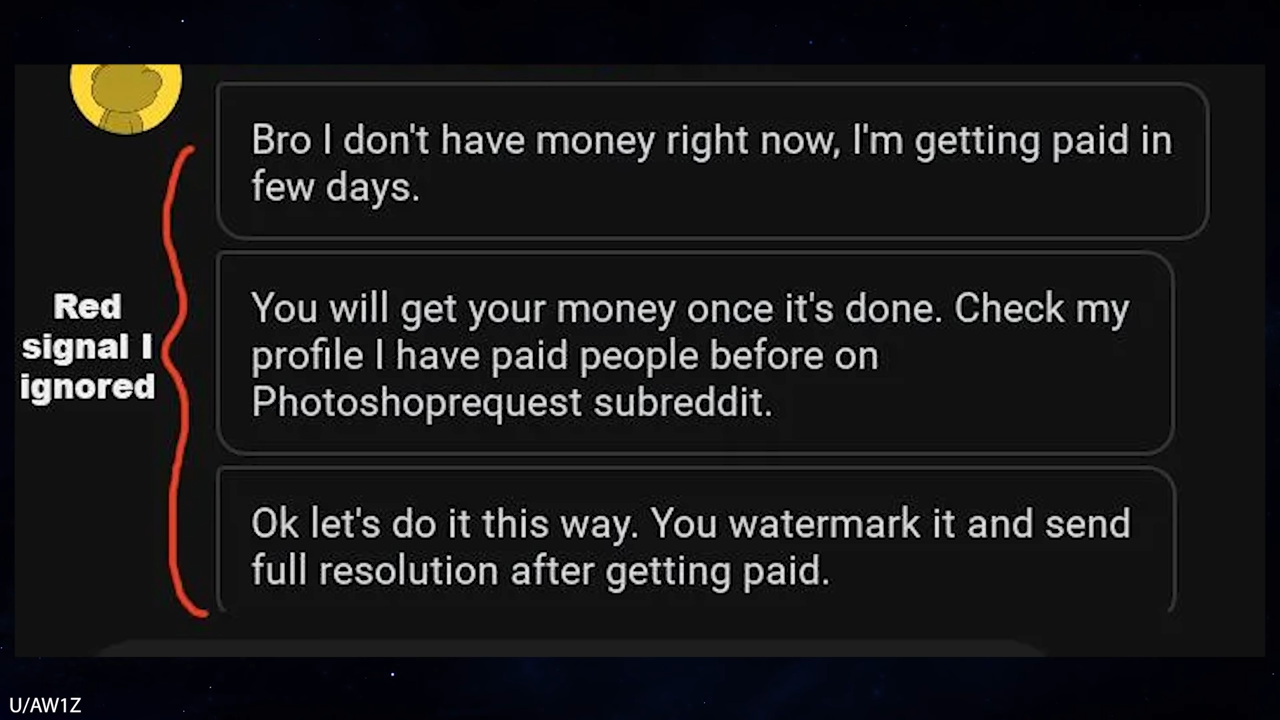 Bro I don't have money right now, I'm getting paid in
few days.
You will get your money once it's done. Check my
profile I have paid people before on
Photoshoprequest subreddit.
Ok let's do it this way. You watermark it and send
full resolution after getting paid.
Red
signal I
ignored
U/AW1Z